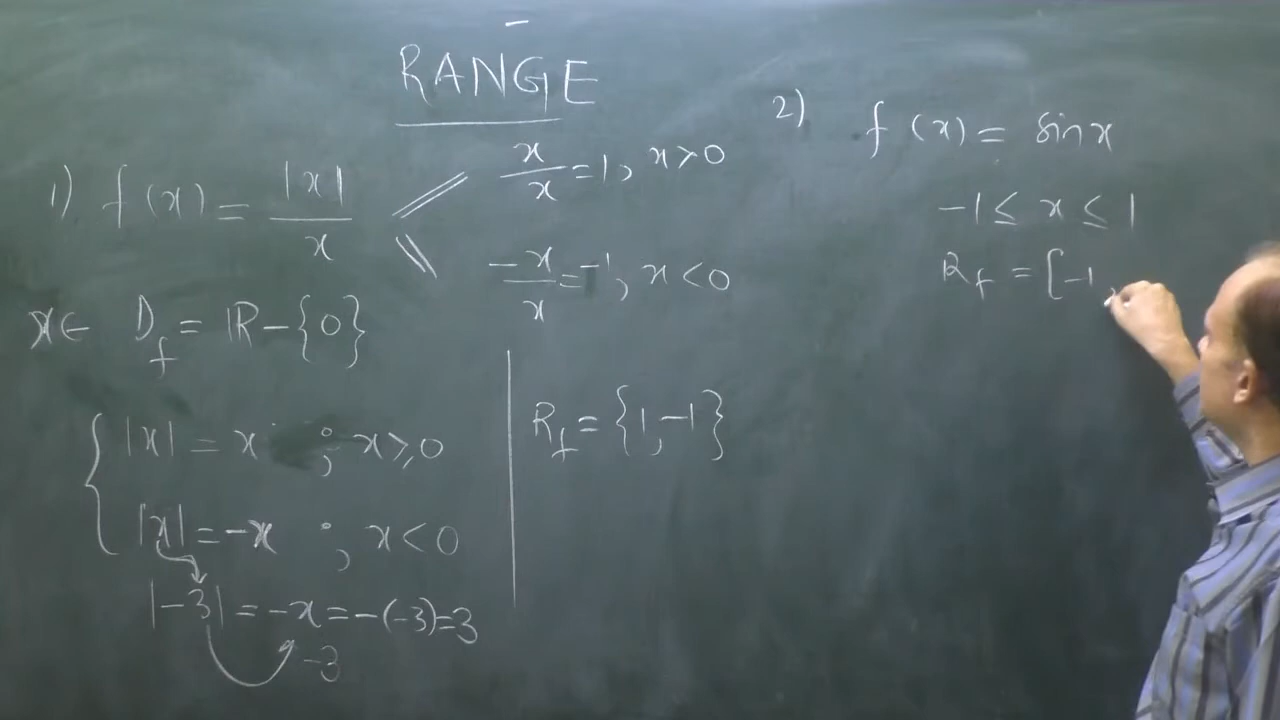 RANGE
1) f(x) = |x|/x
x/x = 1, x > 0
-x/x = -1, x < 0
x ∈ D_f = R - {0}
|x| = x ; x ≥ 0
|x| = -x ; x < 0
|-3| = -x = -(-3) = 3
-3
R_f = {1, -1}
2) f(x) = sin x
-1 ≤ x ≤ 1
R_f = [-1,